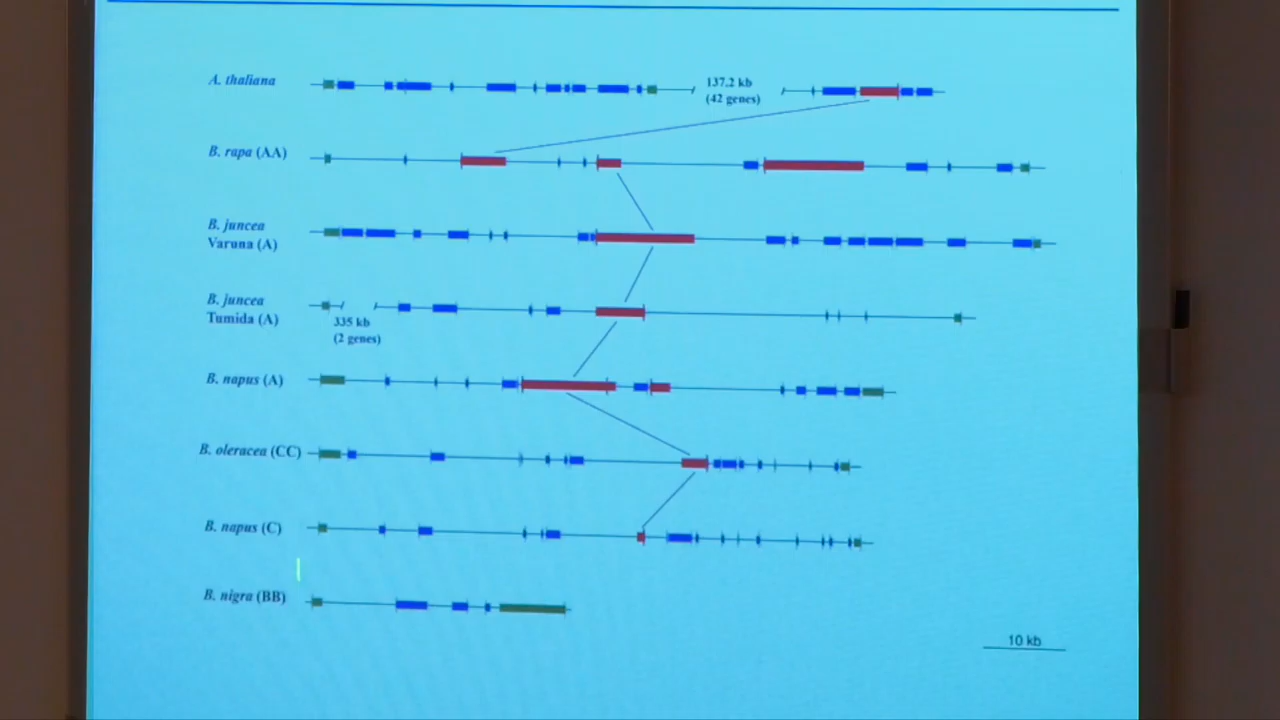 A. thaliana
137.2 kb
(42 genes)
B. rapa (AA)
B. juncea
Varuna (A)
B. juncea
Tumida (A)
335 kb
(2 genes)
B. napus (A)
B. oleracea (CC)
B. napus (C)
B. nigra (BB)
10 kb